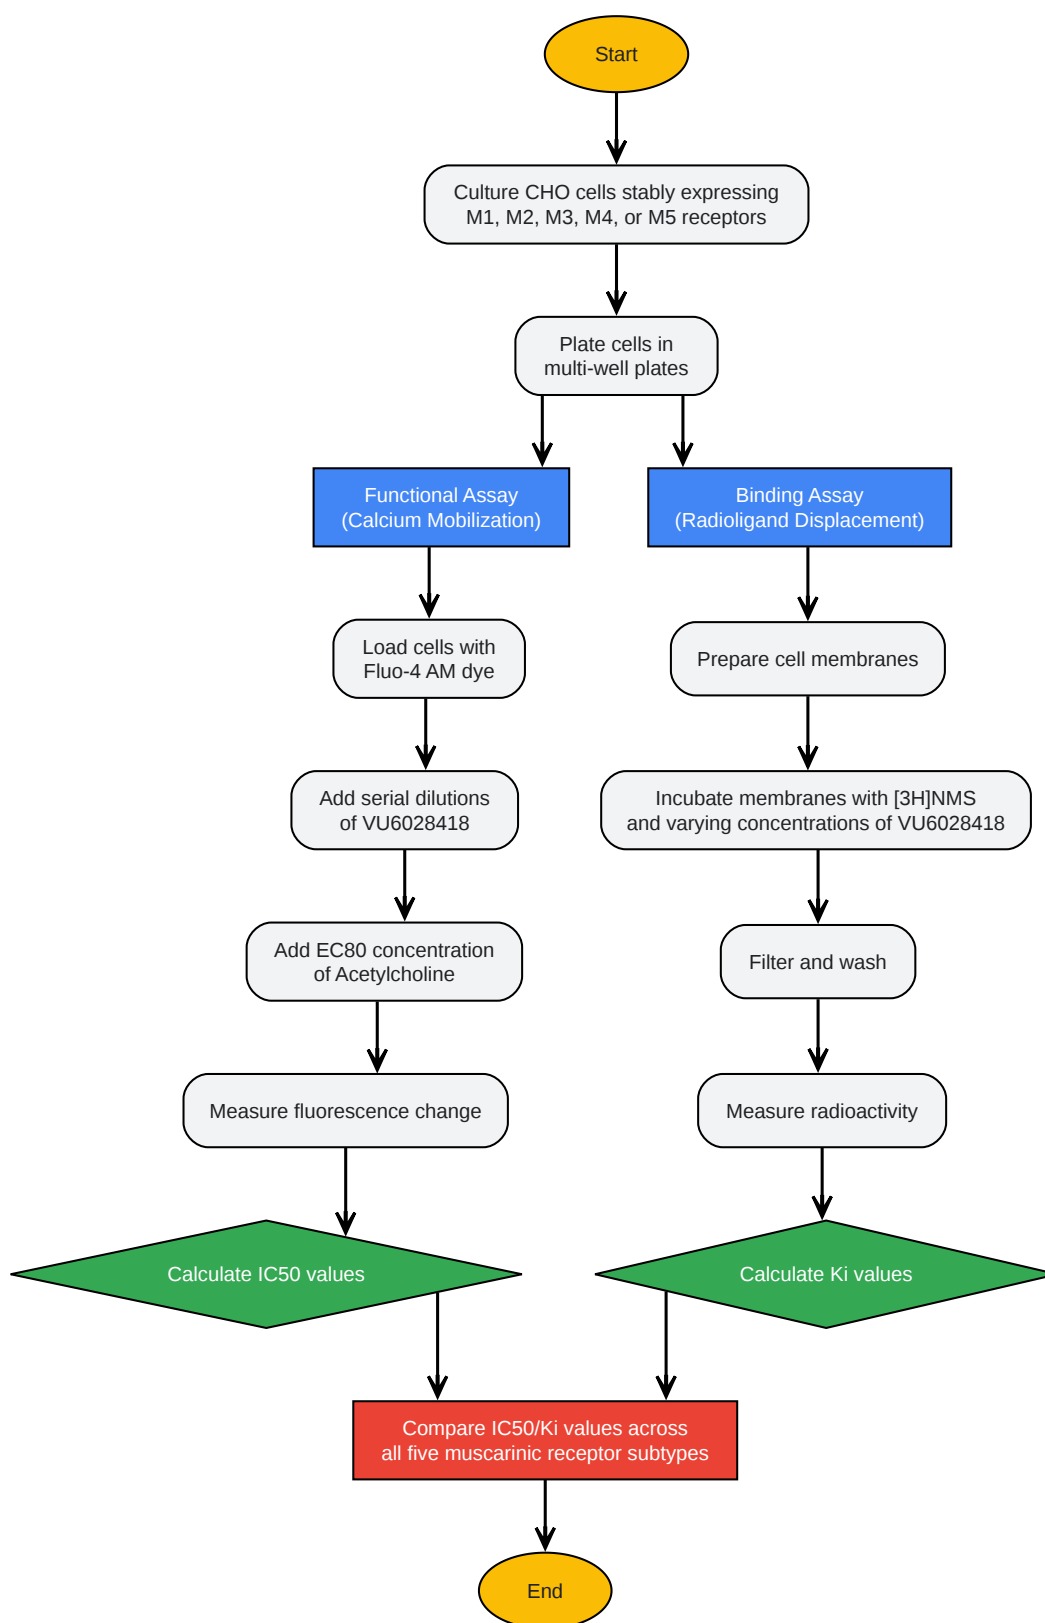 Start
Culture CHO cells stably expressing
M1, M2, M3, M4, or M5 receptors
Plate cells in
multi-well plates
Functional Assay
(Calcium Mobilization)
Binding Assay
(Radioligand Displacement)
Load cells with
Fluo-4 AM dye
Prepare cell membranes
Add serial dilutions
of VU6028418
Incubate membranes with [3H]NMS
and varying concentrations of VU6028418
Add EC80 concentration
of Acetylcholine
Filter and wash
Measure fluorescence change
Measure radioactivity
Calculate IC50 values
Calculate Ki values
Compare IC50/Ki values across
all five muscarinic receptor subtypes
End